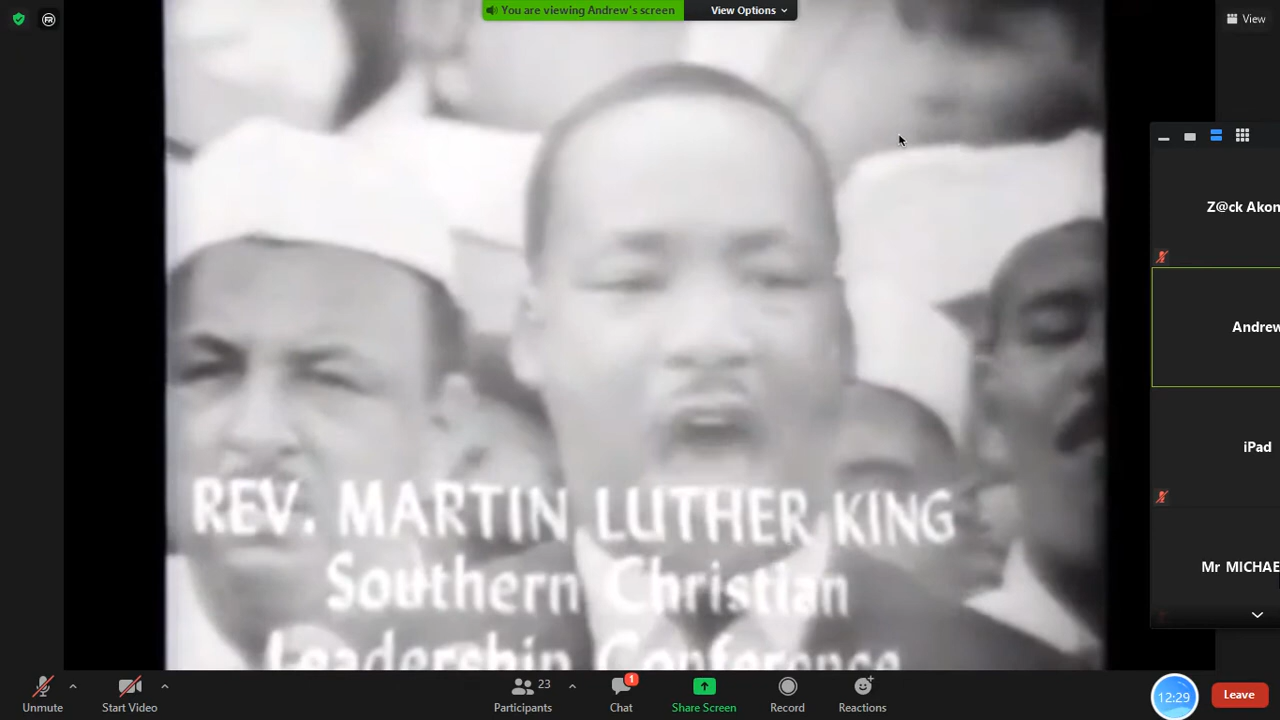 FR
You are viewing Andrew's screen
View Options
View
Z@ck Akon
Andrew
iPad
Mr MICHAE
REV. MARTIN LUTHER KING
Southern Christian
Leadership Conference
Unmute
Start Video
23
Participants
1
Chat
Share Screen
Record
Reactions
12:29
Leave